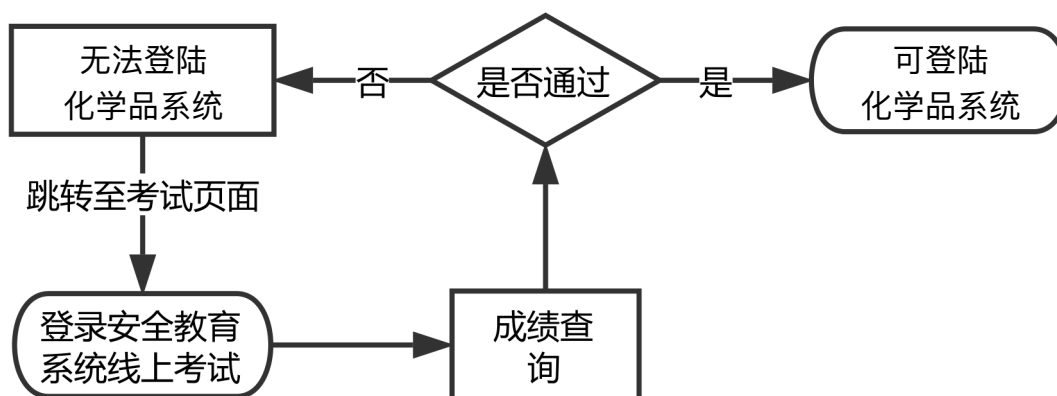 无法登陆
化学品系统
否
是否通过
是
可登陆
化学品系统
跳转至考试页面
登录安全教育
系统线上考试
成绩查
询